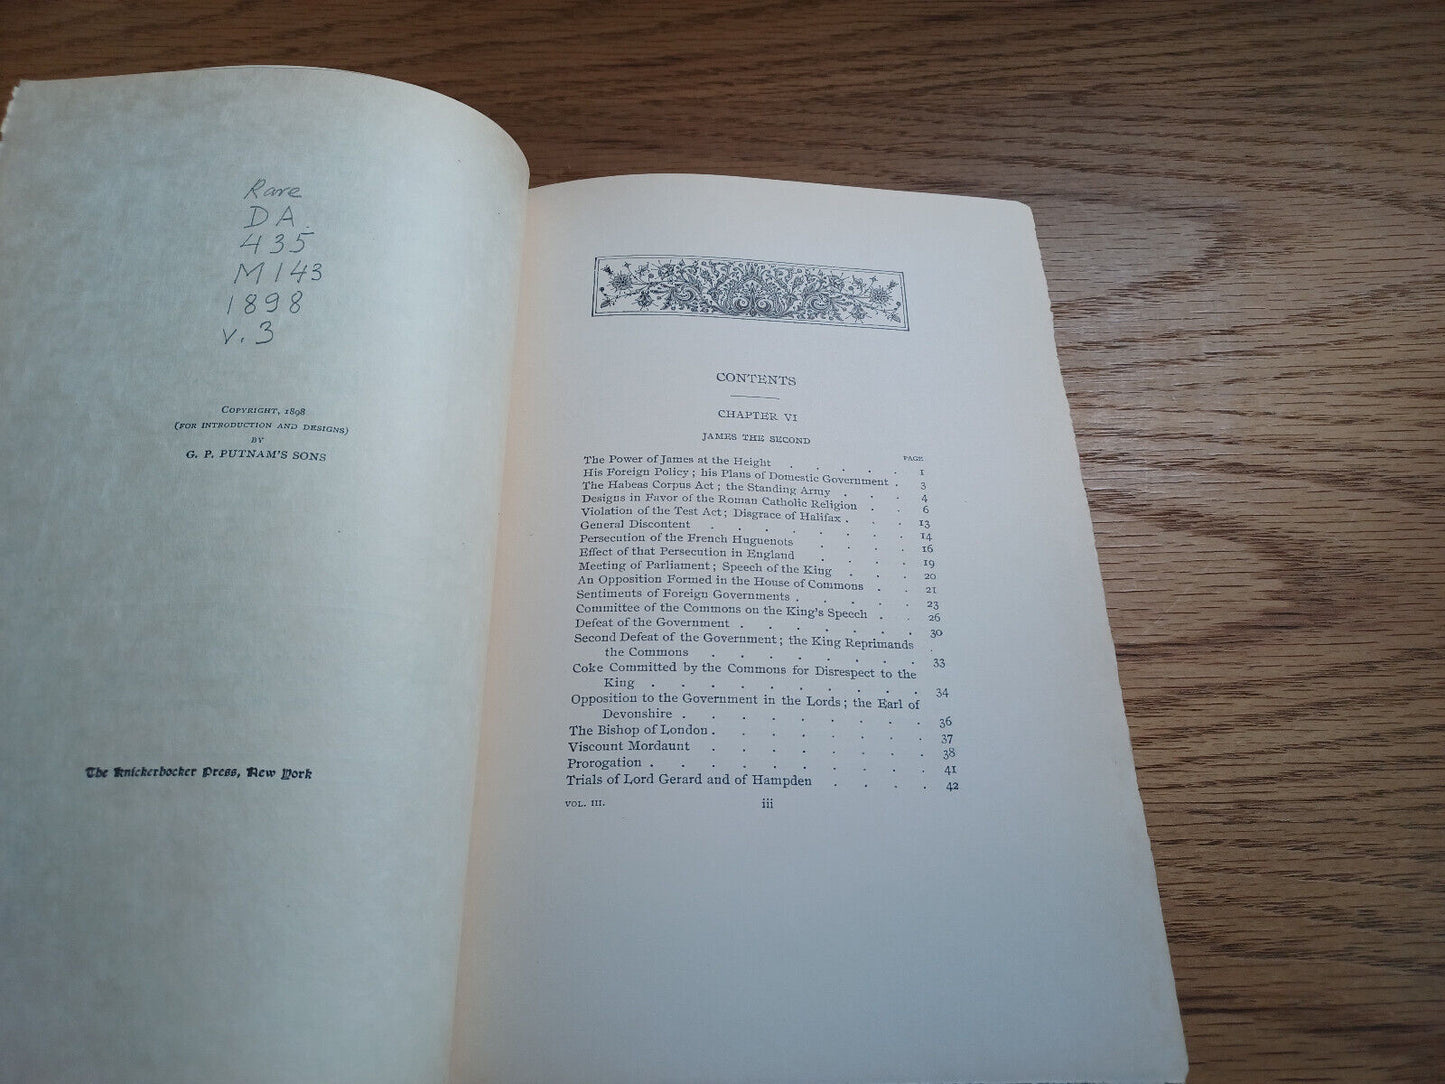 Rare
DA.
435
M143
1898
v.3
COPYRIGHT, 1898
(FOR INTRODUCTION AND DESIGNS)
BY
G. P. PUTNAM'S SONS
The Knickerbocker Press, New York
CONTENTS
CHAPTER VI
JAMES THE SECOND
PAGE
The Power of James at the Height . . . . . 1
His Foreign Policy; his Plans of Domestic Government . 3
The Habeas Corpus Act; the Standing Army . . . 4
Designs in Favor of the Roman Catholic Religion . . 6
Violation of the Test Act; Disgrace of Halifax . . . 13
General Discontent . . . . . . . . 14
Persecution of the French Huguenots . . . . 16
Effect of that Persecution in England . . . . 19
Meeting of Parliament; Speech of the King . . . 20
An Opposition Formed in the House of Commons . . 21
Sentiments of Foreign Governments . . . . . 23
Committee of the Commons on the King's Speech . . 26
Defeat of the Government . . . . . . . 30
Second Defeat of the Government; the King Reprimands
the Commons . . . . . . . . 33
Coke Committed by the Commons for Disrespect to the
King . . . . . . . . . . 34
Opposition to the Government in the Lords; the Earl of
Devonshire . . . . . . . . . 36
The Bishop of London . . . . . . . . 37
Viscount Mordaunt . . . . . . . . 38
Prorogation . . . . . . . . . . 41
Trials of Lord Gerard and of Hampden . . . . 42
VOL. III.
iii